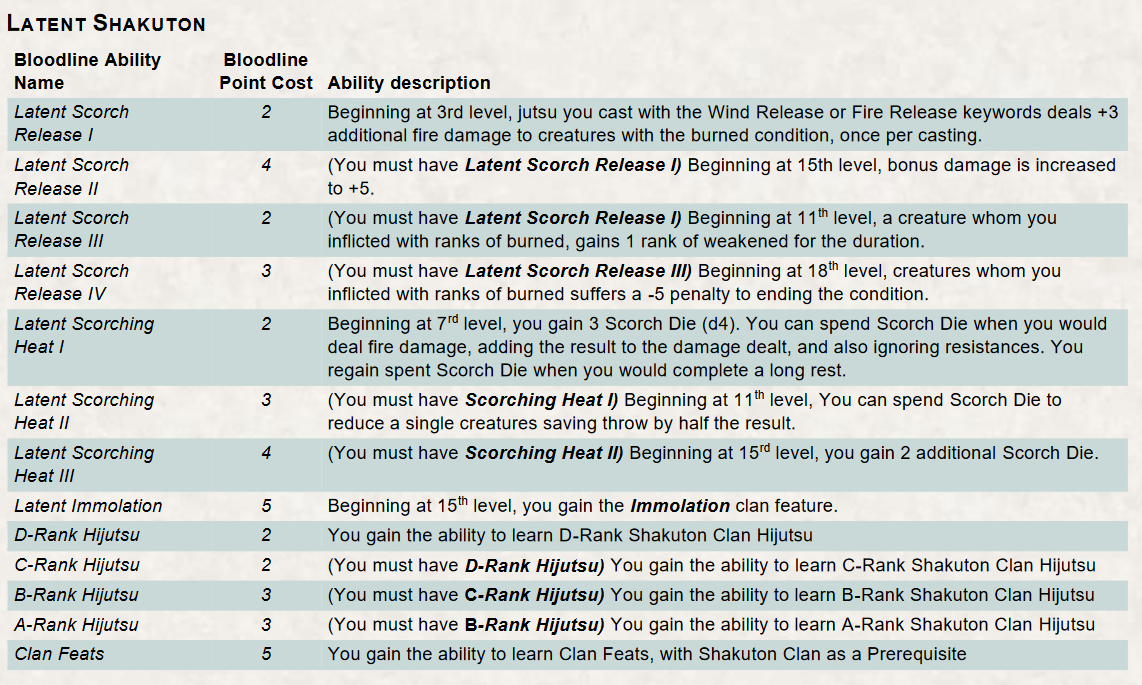 LATENT SHAKUTON
Bloodline Ability Name Bloodline Point Cost Ability description
Latent Scorch Release I 2 Beginning at 3rd level, jutsu you cast with the Wind Release or Fire Release keywords deals +3
additional fire damage to creatures with the burned condition, once per casting.
Latent Scorch Release II 4 (You must have Latent Scorch Release I) Beginning at 15th level, bonus damage is increased
to +5.
Latent Scorch Release III 2 (You must have Latent Scorch Release I) Beginning at 11th level, a creature whom you
inflicted with ranks of burned, gains 1 rank of weakened for the duration.
Latent Scorch Release IV 3 (You must have Latent Scorch Release III) Beginning at 18th level, creatures whom you
inflicted with ranks of burned suffers a -5 penalty to ending the condition.
Latent Scorching Heat I 2 Beginning at 7rd level, you gain 3 Scorch Die (d4). You can spend Scorch Die when you would
deal fire damage, adding the result to the damage dealt, and also ignoring resistances. You
regain spent Scorch Die when you would complete a long rest.
Latent Scorching Heat II 3 (You must have Scorching Heat I) Beginning at 11th level, You can spend Scorch Die to
reduce a single creatures saving throw by half the result.
Latent Scorching Heat III 4 (You must have Scorching Heat II) Beginning at 15rd level, you gain 2 additional Scorch Die.
Latent Immolation 5 Beginning at 15th level, you gain the Immolation clan feature.
D-Rank Hijutsu 2 You gain the ability to learn D-Rank Shakuton Clan Hijutsu
C-Rank Hijutsu 2 (You must have D-Rank Hijutsu) You gain the ability to learn C-Rank Shakuton Clan Hijutsu
B-Rank Hijutsu 3 (You must have C-Rank Hijutsu) You gain the ability to learn B-Rank Shakuton Clan Hijutsu
A-Rank Hijutsu 3 (You must have B-Rank Hijutsu) You gain the ability to learn A-Rank Shakuton Clan Hijutsu
Clan Feats 5 You gain the ability to learn Clan Feats, with Shakuton Clan as a Prerequisite